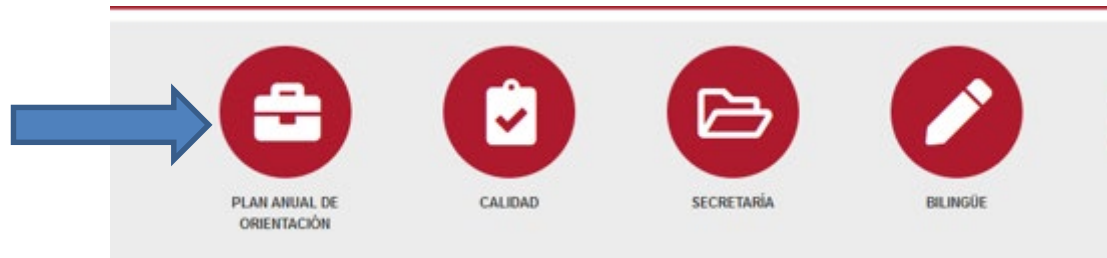 PLAN ANUAL DE
ORIENTACIÓN
CALIDAD
SECRETARÍA
BILINGÜE